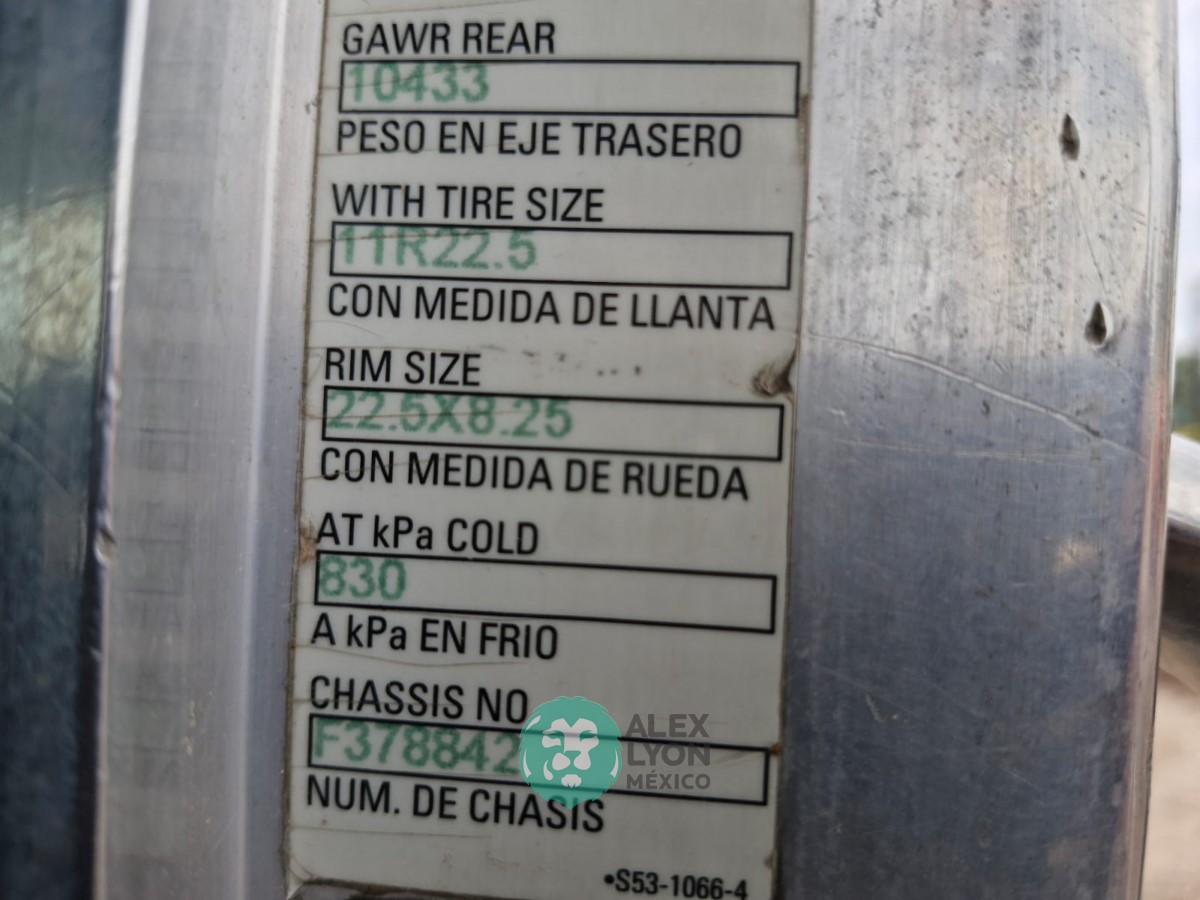 GAWR REAR
10433
PESO EN EJE TRASERO
WITH TIRE SIZE
11R22.5
CON MEDIDA DE LLANTA
RIM SIZE
22.5X8.25
CON MEDIDA DE RUEDA
AT kPa COLD
830
A kPa EN FRIO
CHASSIS NO
F378842
NUM. DE CHASIS
ALEX
LYON
MÉXICO
•S53-1066-4